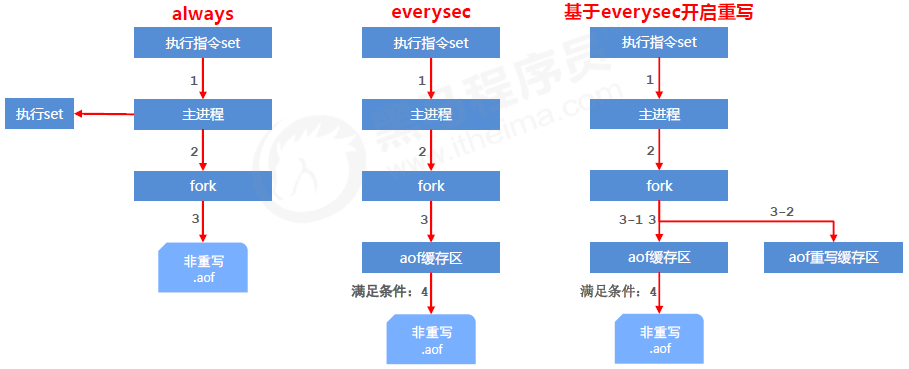 always
everysec
基于everysec开启重写
执行指令set
执行指令set
执行指令set
1
1
1
执行set
主进程
主进程
主进程
2
2
2
fork
fork
fork
3
3
3-1 3
3-2
非重写
.aof
aof缓存区
aof缓存区
aof重写缓存区
满足条件：4
满足条件：4
非重写
.aof
非重写
.aof
黑马程序员
www.itheima.com